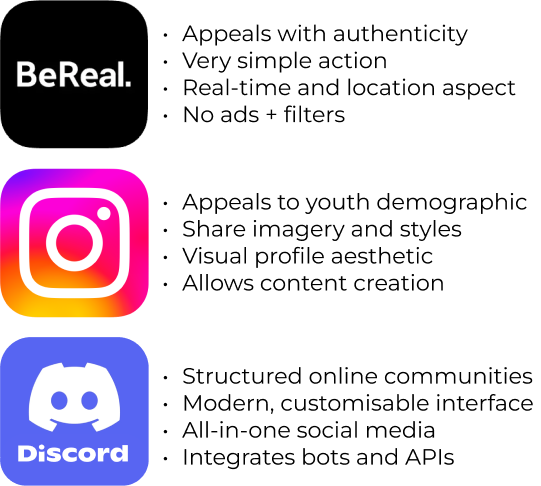 BeReal.
• Appeals with authenticity
• Very simple action
• Real-time and location aspect
• No ads + filters
• Appeals to youth demographic
• Share imagery and styles
• Visual profile aesthetic
• Allows content creation
Discord
• Structured online communities
• Modern, customisable interface
• All-in-one social media
• Integrates bots and APIs